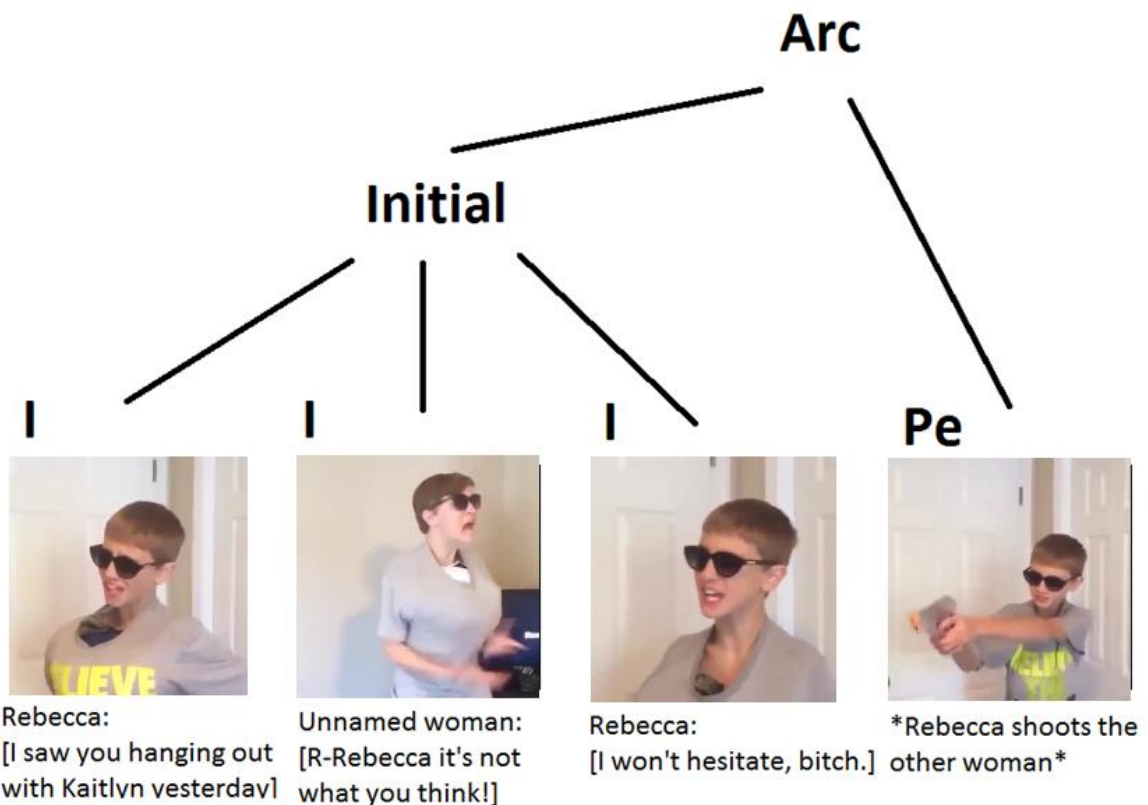 Arc
Initial
I
I
I
Pe
LIEVE
Rebecca:
[I saw you hanging out
with Kaitlyn yesterday]
Unnamed woman:
[R-Rebecca it's not
what you think!]
Rebecca:
[I won't hesitate, bitch.]
*Rebecca shoots the
other woman*